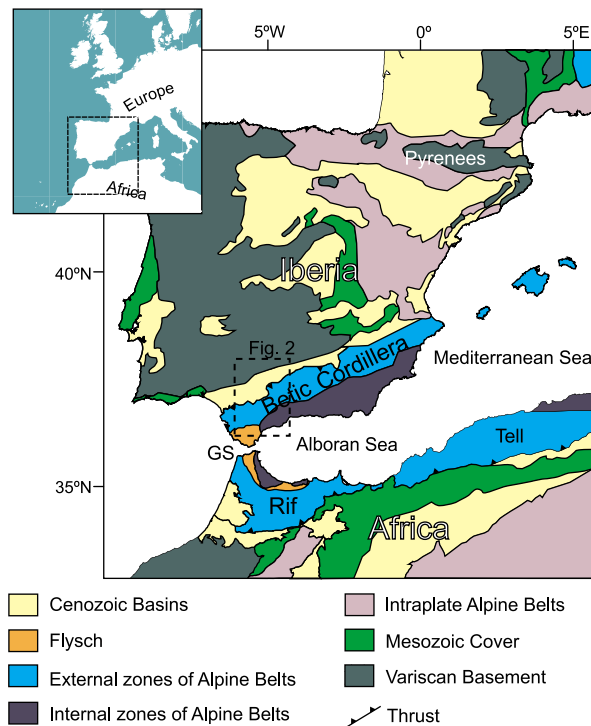 5ºW 0º 5ºE
Europe
Africa
Pyrenees
40ºN
Iberia
Fig. 2
Betic Cordillera
Mediterranean Sea
GS
Alboran Sea
Tell
35ºN
Rif
Africa
Cenozoic Basins
Flysch
External zones of Alpine Belts
Internal zones of Alpine Belts
Intraplate Alpine Belts
Mesozoic Cover
Variscan Basement
Thrust